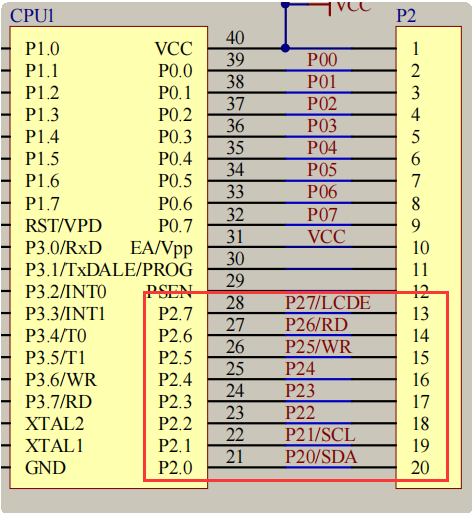 CPU1 VCC P2
P1.0 VCC 40 1
P1.1 P0.0 39 P00 2
P1.2 P0.1 38 P01 3
P1.3 P0.2 37 P02 4
P1.4 P0.3 36 P03 5
P1.5 P0.4 35 P04 6
P1.6 P0.5 34 P05 7
P1.7 P0.6 33 P06 8
RST/VPD P0.7 32 P07 9
P3.0/RxD EA/Vpp 31 VCC 10
P3.1/TxD ALE/PROG 30 11
P3.2/INT0 PSEN 29 12
P3.3/INT1 P2.7 28 P27/LCDE 13
P3.4/T0 P2.6 27 P26/RD 14
P3.5/T1 P2.5 26 P25/WR 15
P3.6/WR P2.4 25 P24 16
P3.7/RD P2.3 24 P23 17
XTAL2 P2.2 23 P22 18
XTAL1 P2.1 22 P21/SCL 19
GND P2.0 21 P20/SDA 20